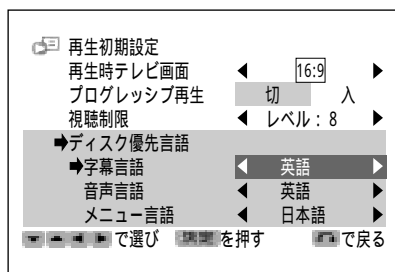 再生初期設定
再生時テレビ画面 ◀ 16:9 ▶
プログレッシブ再生 切 入
視聴制限 ◀ レベル：8 ▶
➡ディスク優先言語
➡字幕言語 ◀ 英語 ▶
音声言語 ◀ 英語 ▶
メニュー言語 ◀ 日本語 ▶
で選び を押す で戻る